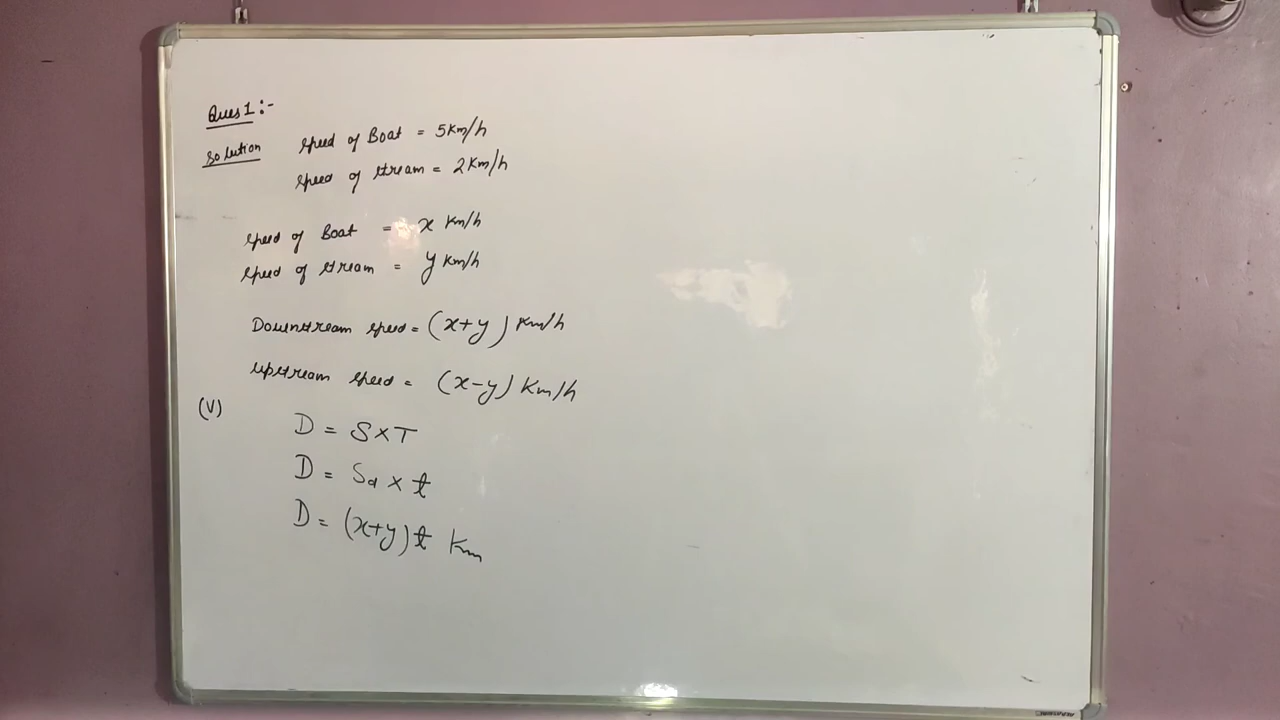 Ques 1:-
Solution Speed of Boat = 5 Km/h
Speed of stream = 2 Km/h
Speed of Boat = x Km/h
Speed of stream = y Km/h
Downstream speed = (x+y) Km/h
Upstream speed = (x-y) Km/h
(V)
D = S×T
D = Sd × t
D = (x+y)t Km